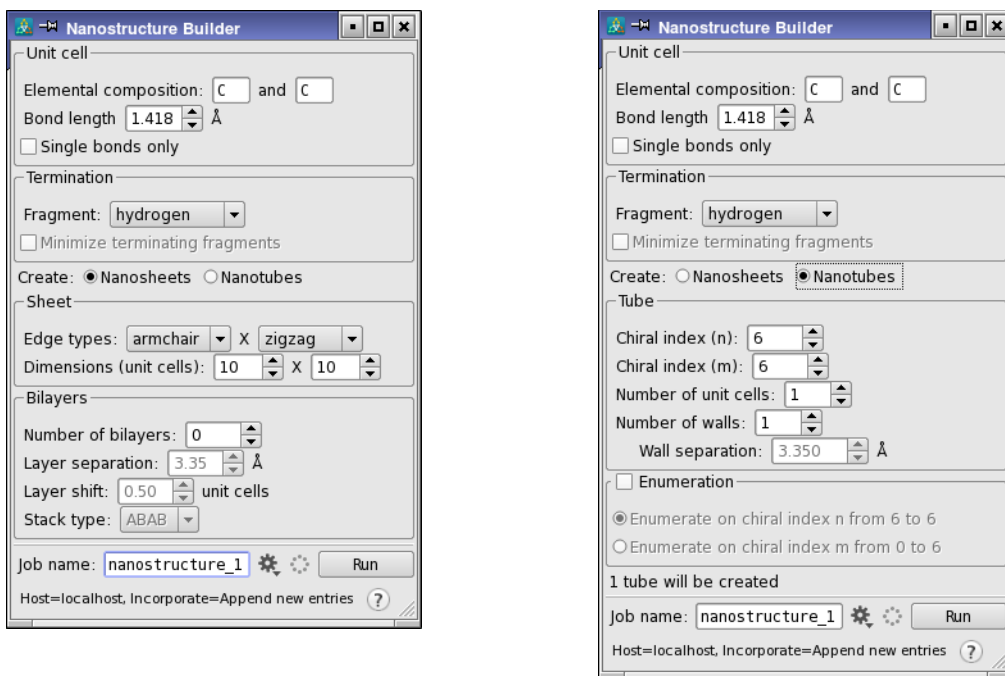 Nanostructure Builder
Unit cell
Elemental composition: C and C
Bond length 1.418 Å
Single bonds only
Termination
Fragment: hydrogen
Minimize terminating fragments
Create: Nanosheets Nanotubes
Sheet
Edge types: armchair X zigzag
Dimensions (unit cells): 10 X 10
Bilayers
Number of bilayers: 0
Layer separation: 3.35 Å
Layer shift: 0.50 unit cells
Stack type: ABAB
Job name: nanostructure_1 Run
Host=localhost, Incorporate=Append new entries ?
Nanostructure Builder
Unit cell
Elemental composition: C and C
Bond length 1.418 Å
Single bonds only
Termination
Fragment: hydrogen
Minimize terminating fragments
Create: Nanosheets Nanotubes
Tube
Chiral index (n): 6
Chiral index (m): 6
Number of unit cells: 1
Number of walls: 1
Wall separation: 3.350 Å
Enumeration
Enumerate on chiral index n from 6 to 6
Enumerate on chiral index m from 0 to 6
1 tube will be created
Job name: nanostructure_1 Run
Host=localhost, Incorporate=Append new entries ?